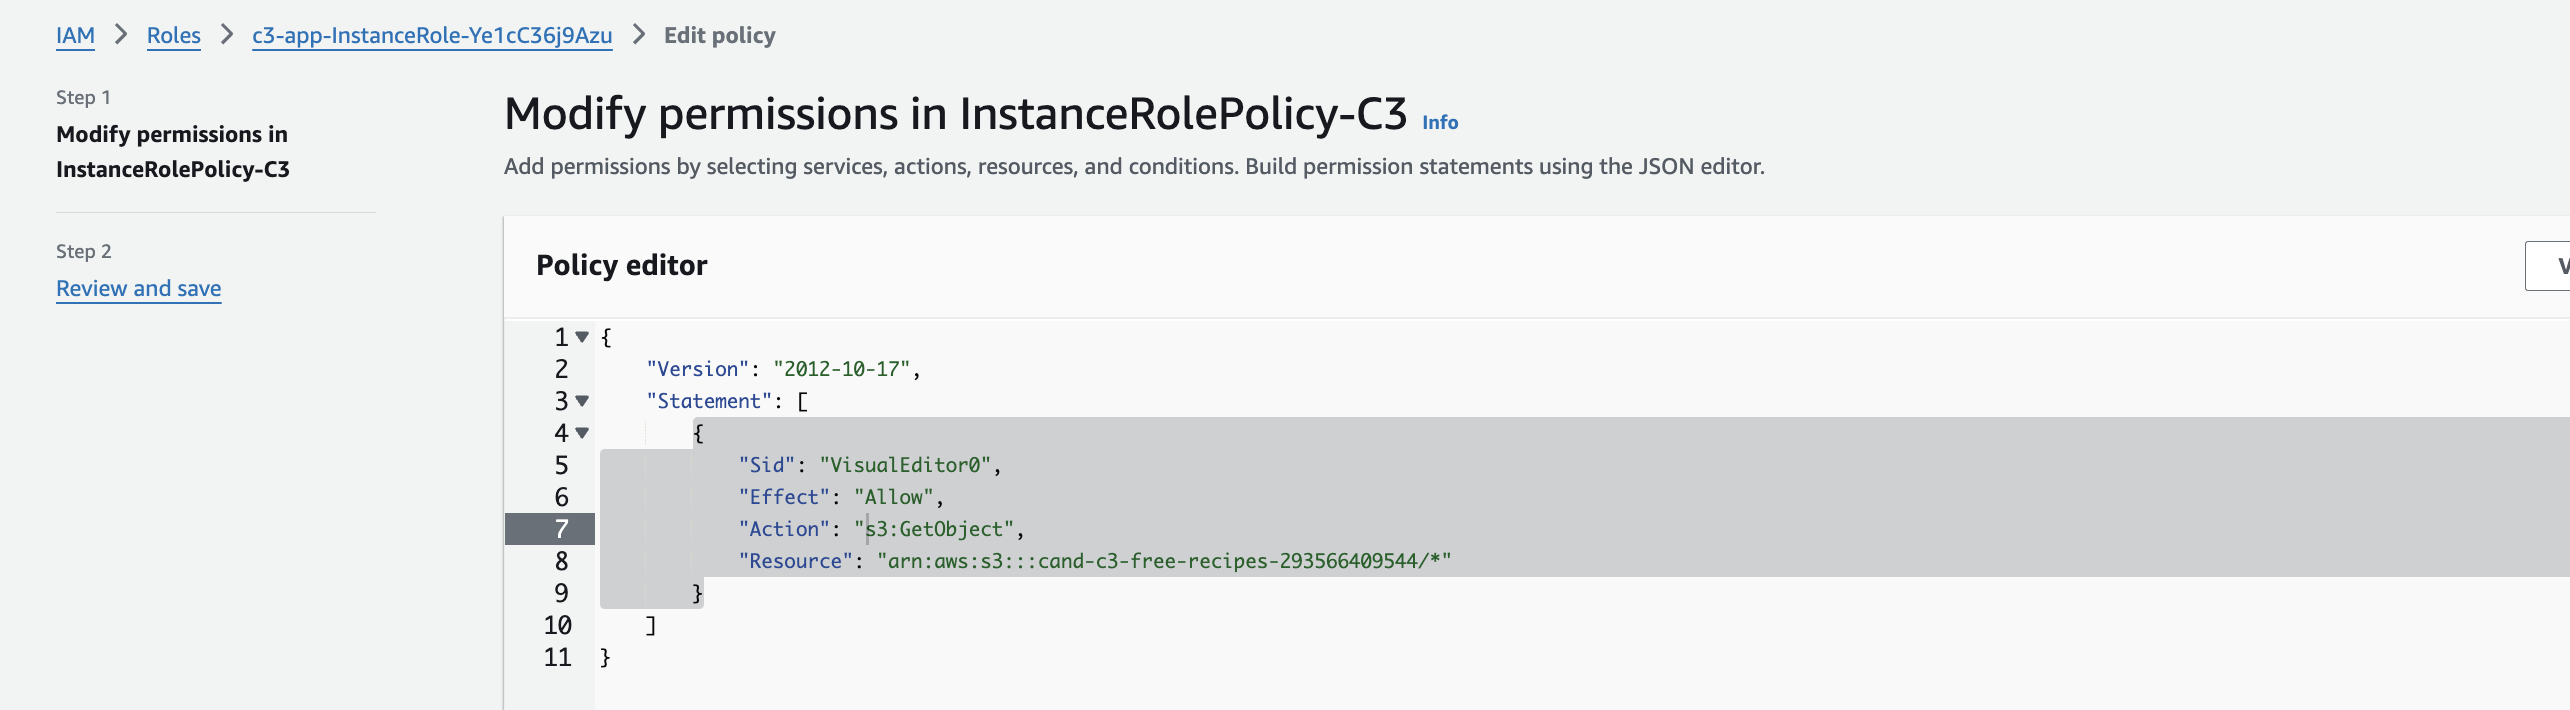 IAM > Roles > c3-app-InstanceRole-Ye1cC36j9Azu > Edit policy
Step 1
Modify permissions in
InstanceRolePolicy-C3
Step 2
Review and save
Modify permissions in InstanceRolePolicy-C3 Info
Add permissions by selecting services, actions, resources, and conditions. Build permission statements using the JSON editor.
Policy editor
V
1 {
2 "Version": "2012-10-17",
3 "Statement": [
4 {
5 "Sid": "VisualEditor0",
6 "Effect": "Allow",
7 "Action": "s3:GetObject",
8 "Resource": "arn:aws:s3:::cand-c3-free-recipes-293566409544/*"
9 }
10 ]
11 }